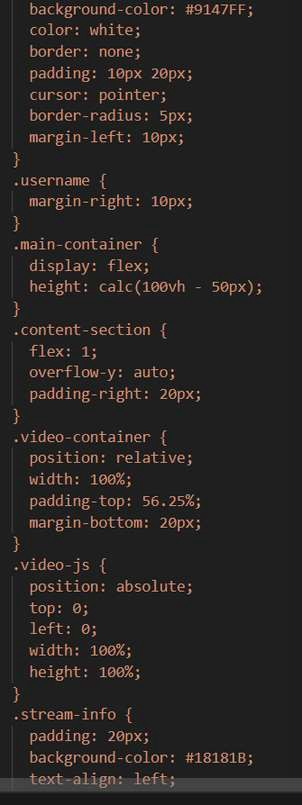 background-color: #9147FF;
color: white;
border: none;
padding: 10px 20px;
cursor: pointer;
border-radius: 5px;
margin-left: 10px;
}
.username {
margin-right: 10px;
}
.main-container {
display: flex;
height: calc(100vh - 50px);
}
.content-section {
flex: 1;
overflow-y: auto;
padding-right: 20px;
}
.video-container {
position: relative;
width: 100%;
padding-top: 56.25%;
margin-bottom: 20px;
}
.video-js {
position: absolute;
top: 0;
left: 0;
width: 100%;
height: 100%;
}
.stream-info {
padding: 20px;
background-color: #18181B;
text-align: left;